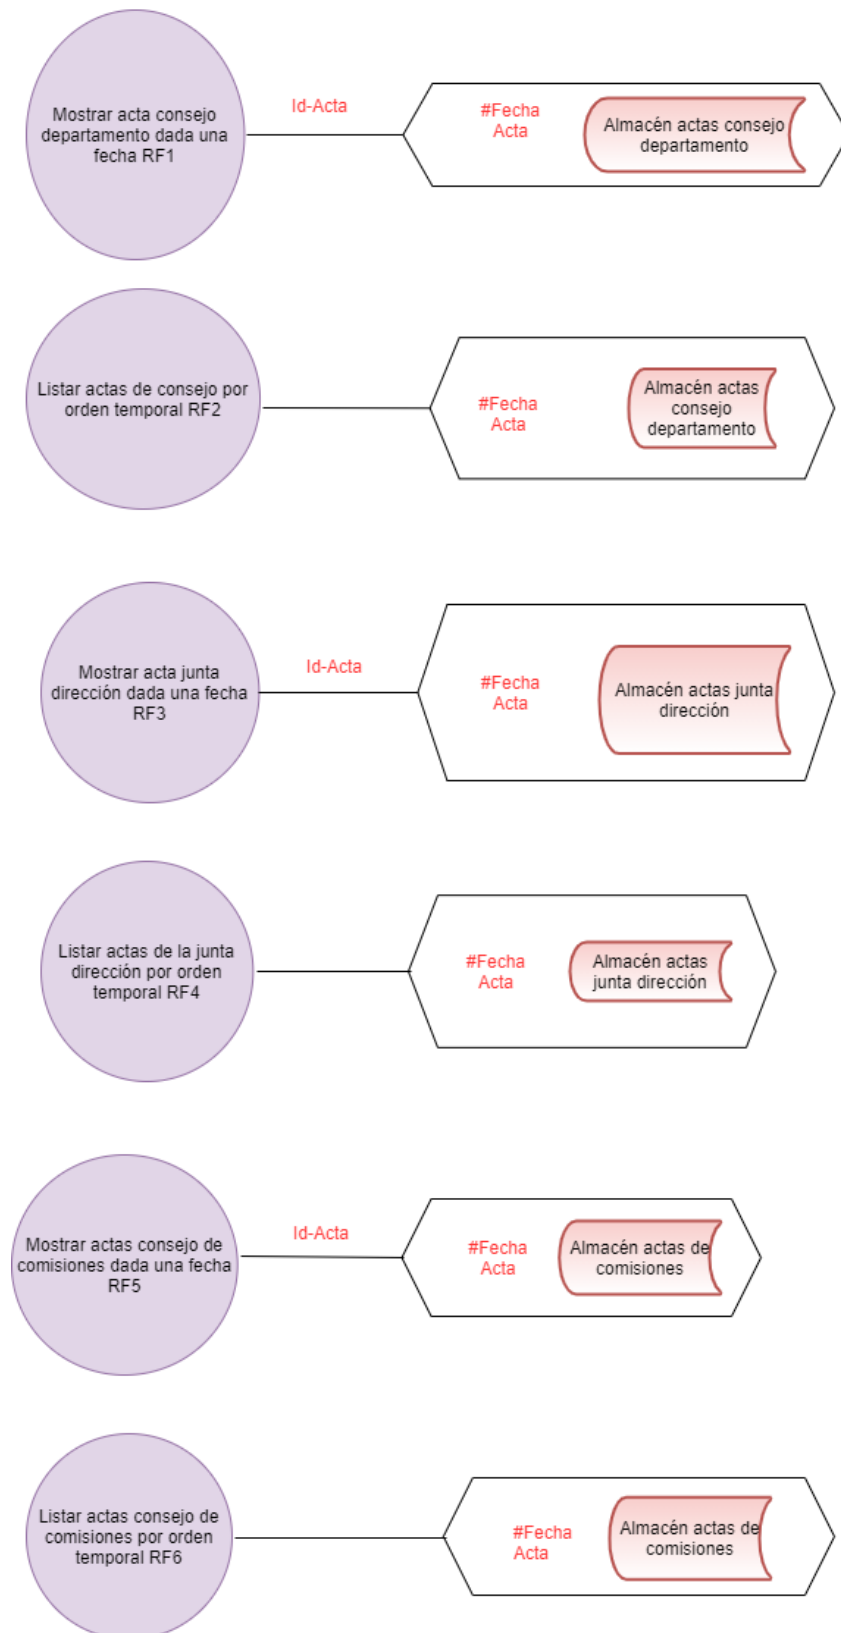 Mostrar acta consejo
departamento dada una
fecha RF1
Id-Acta
#Fecha
Acta
Almacén actas consejo
departamento
Listar actas de consejo por
orden temporal RF2
#Fecha
Acta
Almacén actas
consejo
departamento
Mostrar acta junta
dirección dada una fecha
RF3
Id-Acta
#Fecha
Acta
Almacén actas junta
dirección
Listar actas de la junta
dirección por orden
temporal RF4
#Fecha
Acta
Almacén actas
junta dirección
Mostrar actas consejo de
comisiones dada una fecha
RF5
Id-Acta
#Fecha
Acta
Almacén actas de
comisiones
Listar actas consejo de
comisiones por orden
temporal RF6
#Fecha
Acta
Almacén actas de
comisiones